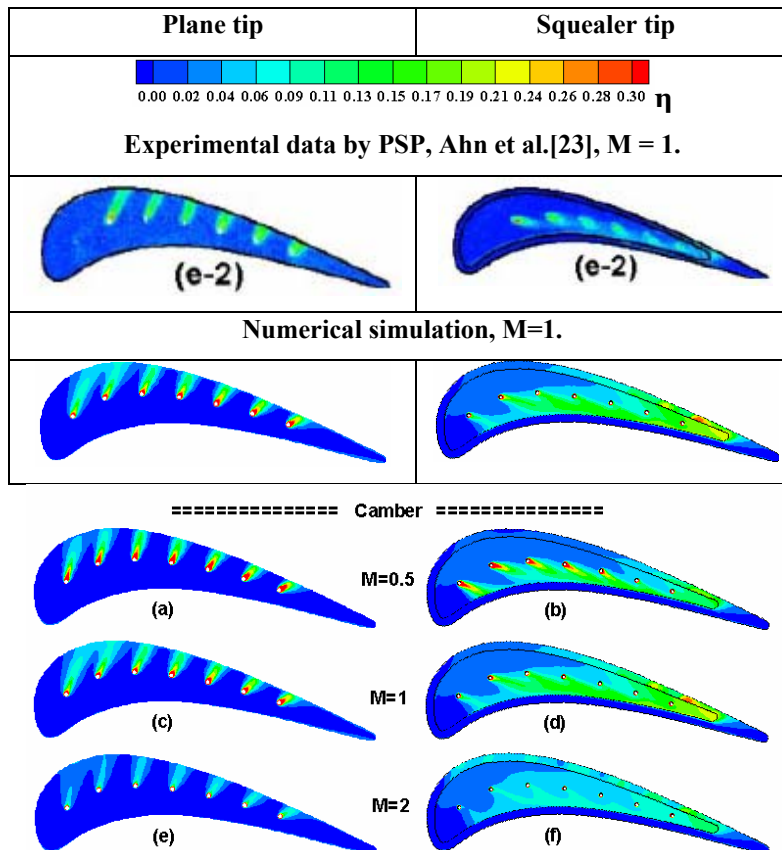 Plane tip
Squealer tip
0.00 0.02 0.04 0.06 0.09 0.11 0.13 0.15 0.17 0.19 0.21 0.24 0.26 0.28 0.30 η
Experimental data by PSP, Ahn et al.[23], M = 1.
(e-2)
(e-2)
Numerical simulation, M=1.
=============== Camber ===============
M=0.5
(a)
(b)
M=1
(c)
(d)
M=2
(e)
(f)